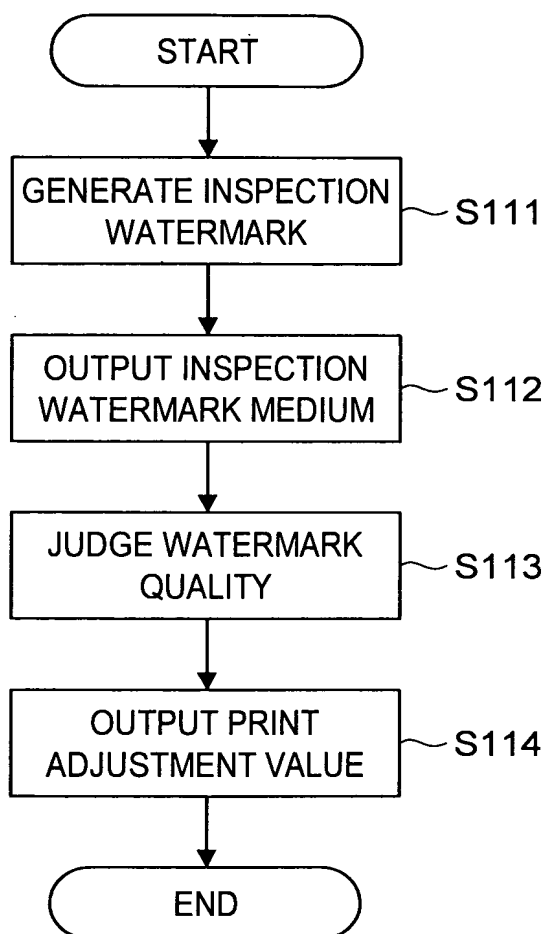 START
GENERATE INSPECTION
WATERMARK
S111
OUTPUT INSPECTION
WATERMARK MEDIUM
S112
JUDGE WATERMARK
QUALITY
S113
OUTPUT PRINT
ADJUSTMENT VALUE
S114
END